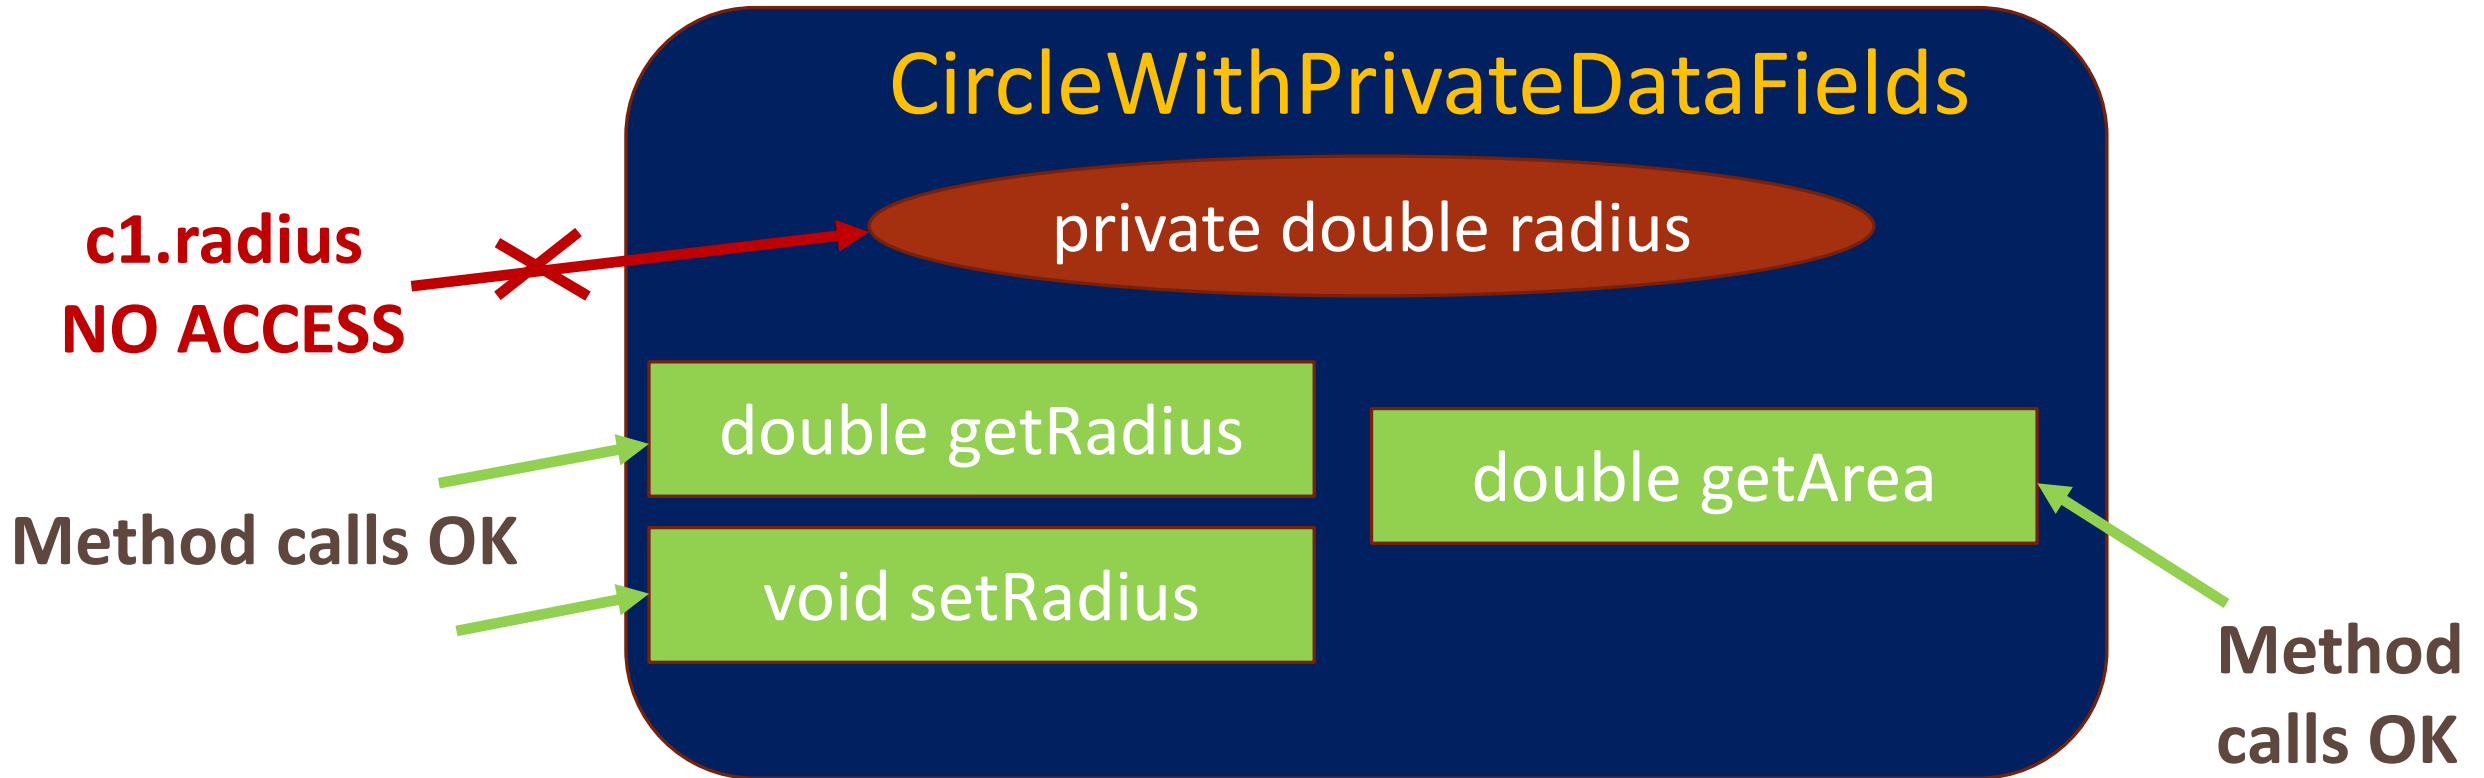 CircleWithPrivateDataFields
c1.radius
NO ACCESS
private double radius
double getRadius
double getArea
Method calls OK
void setRadius
Method
calls OK